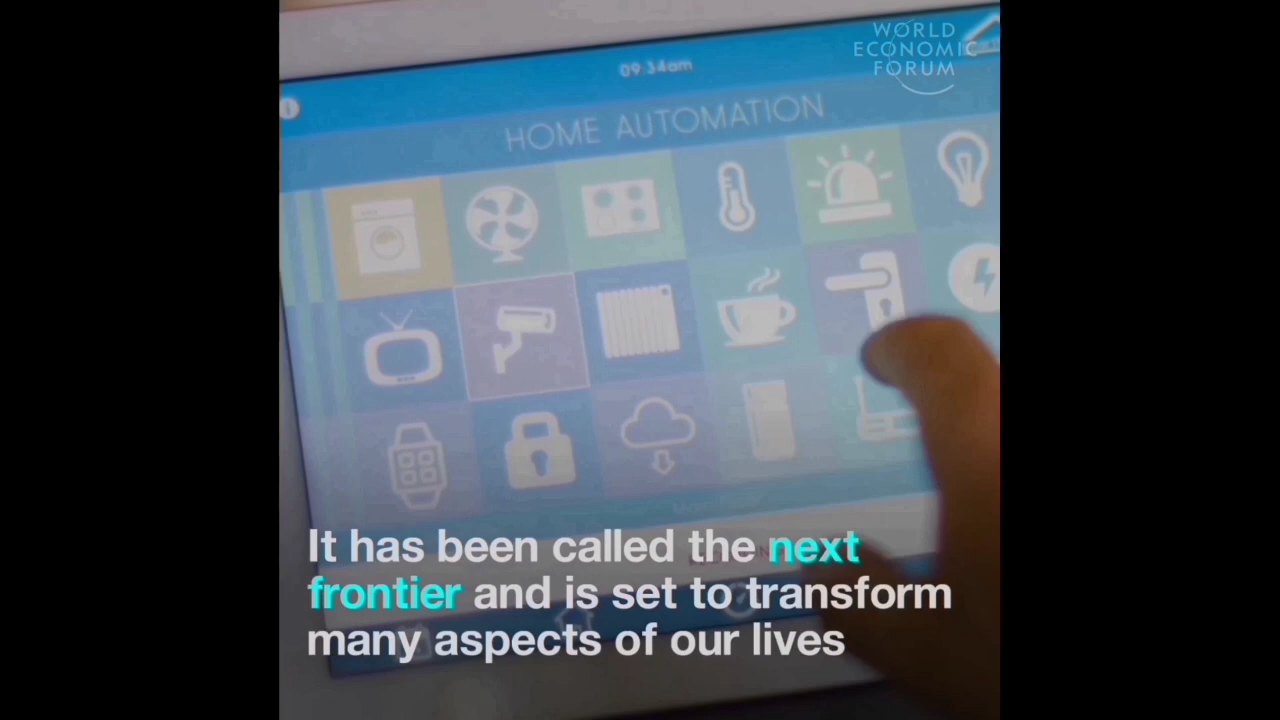 WORLD
ECONOMIC
FORUM
09:34am
HOME AUTOMATION
It has been called the next
frontier and is set to transform
many aspects of our lives